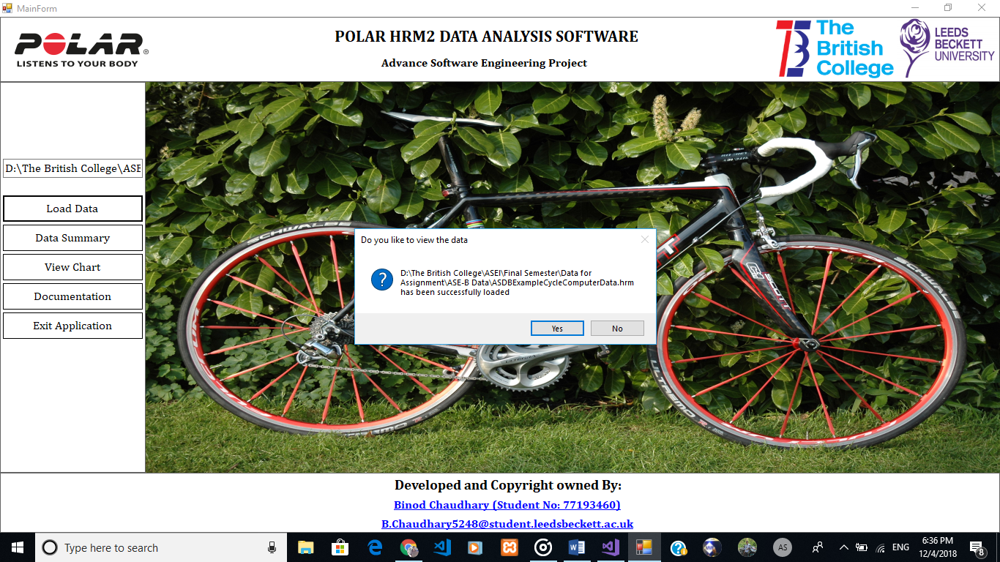 MainForm
POLAR
LISTENS TO YOUR BODY
POLAR HRM2 DATA ANALYSIS SOFTWARE
Advance Software Engineering Project
The
British
College
LEEDS
BECKETT
UNIVERSITY
D:\The British College\ASE
Load Data
Data Summary
View Chart
Documentation
Exit Application
SCHWALBE
SCHWALBE
Do you like to view the data
D:\The British College\ASEI\Final Semester\Data for
Assignment\ASE-B Data\ASDBExampleCycleComputerData.hrm
has been successfully loaded
Yes No
SCOTT
ULTREMO R
Developed and Copyright owned By:
Binod Chaudhary (Student No: 77193460)
B.Chaudhary5248@student.leedsbeckett.ac.uk
Type here to search
AS
ENG
6:36 PM
12/4/2018
8